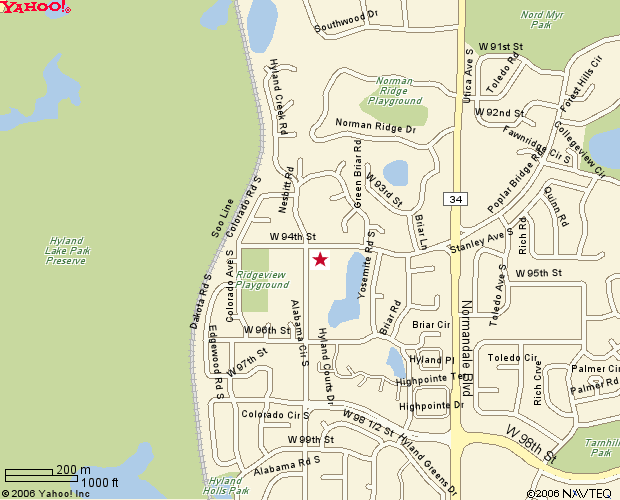 YAHOO!®
Nord Myr
Park
Southwood Dr
W 91st St
Toledo Rd
Utica Ave S
Forest Hills Cir
Hyland Creek Rd
Norman
Ridge
Playground
W 92nd St
Norman Ridge Dr
Fawnridge Cir S
Collegeview Cir
Green Briar Rd
Poplar Bridge Rd
Nesbitt Rd
W 93rd St
Colorado Rd S
34
Quinn Rd
Soo Line
Briar Ln
Rich Rd
W 94th St
Stanley Ave S
Hyland
Lake Park
Preserve
Yosemite Rd S
Colorado Ave S
Ridgeview
Playground
W 95th St
Toledo Ave S
Dakota Rd S
Alabama Cir S
Briar Rd
Normandale Blvd
Edgewood Rd S
W 96th St
Hyland Courts Dr
Briar Cir
W 97th St
Hyland Pl
Toledo Cir
Palmer Cir
Highpointe Ter
Rich Crve
Palmer Rd
Highpointe Dr
Colorado Cir S
W 98 1/2 St
W 98th St
W 99th St
Hyland Greens Dr
Tarnhill
Park
Alabama Rd S
Hyland
Holls Park
200 m
1000 ft
© 2006 Yahoo! Inc
©2006 NAVTEQ